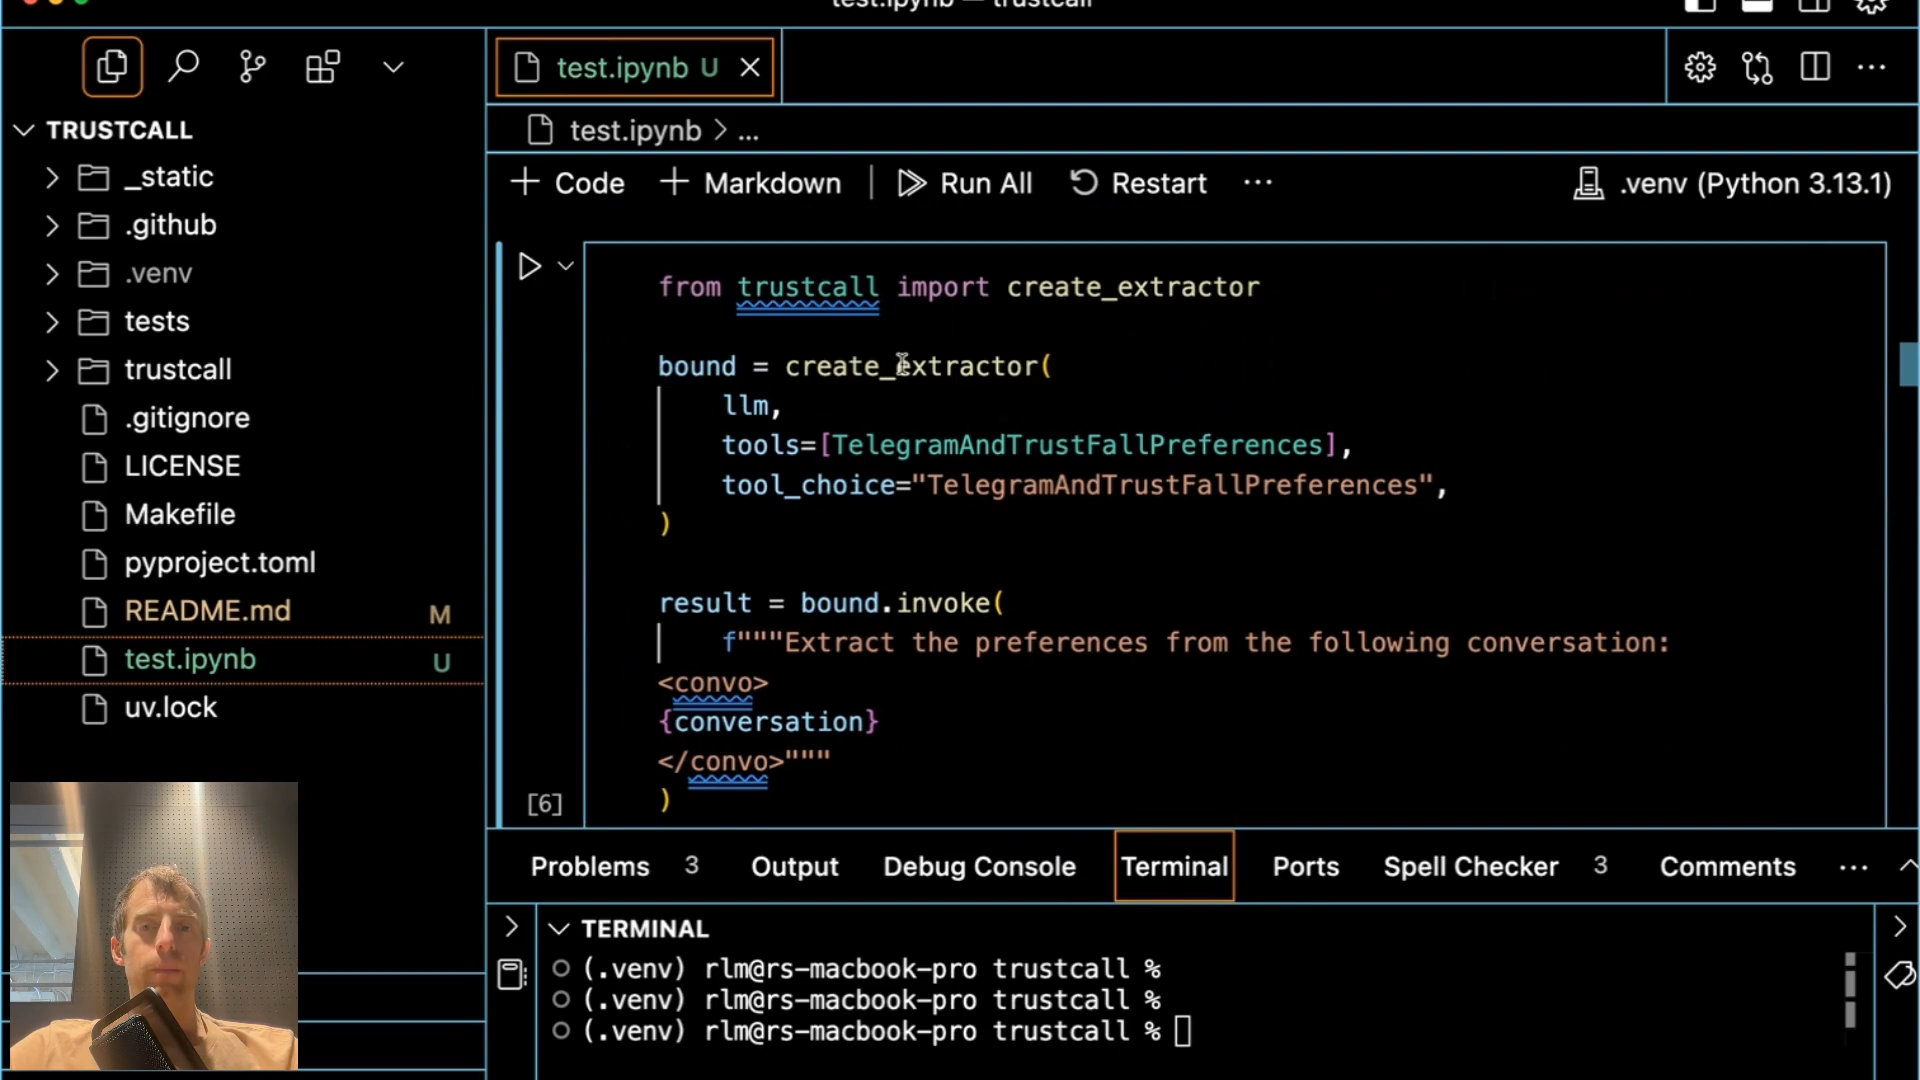 test.ipynb — trustcall
test.ipynb U
TRUSTCALL
_static
.github
.venv
tests
trustcall
.gitignore
LICENSE
Makefile
pyproject.toml
README.md M
test.ipynb U
uv.lock
test.ipynb > ...
+ Code + Markdown | Run All Restart ...
.venv (Python 3.13.1)
from trustcall import create_extractor
bound = create_extractor(
llm,
tools=[TelegramAndTrustFallPreferences],
tool_choice="TelegramAndTrustFallPreferences",
)
result = bound.invoke(
f"""Extract the preferences from the following conversation:
<convo>
{conversation}
</convo>"""
)
[6]
Problems 3 Output Debug Console Terminal Ports Spell Checker 3 Comments ...
TERMINAL
(.venv) rlm@rs-macbook-pro trustcall %
(.venv) rlm@rs-macbook-pro trustcall %
(.venv) rlm@rs-macbook-pro trustcall %